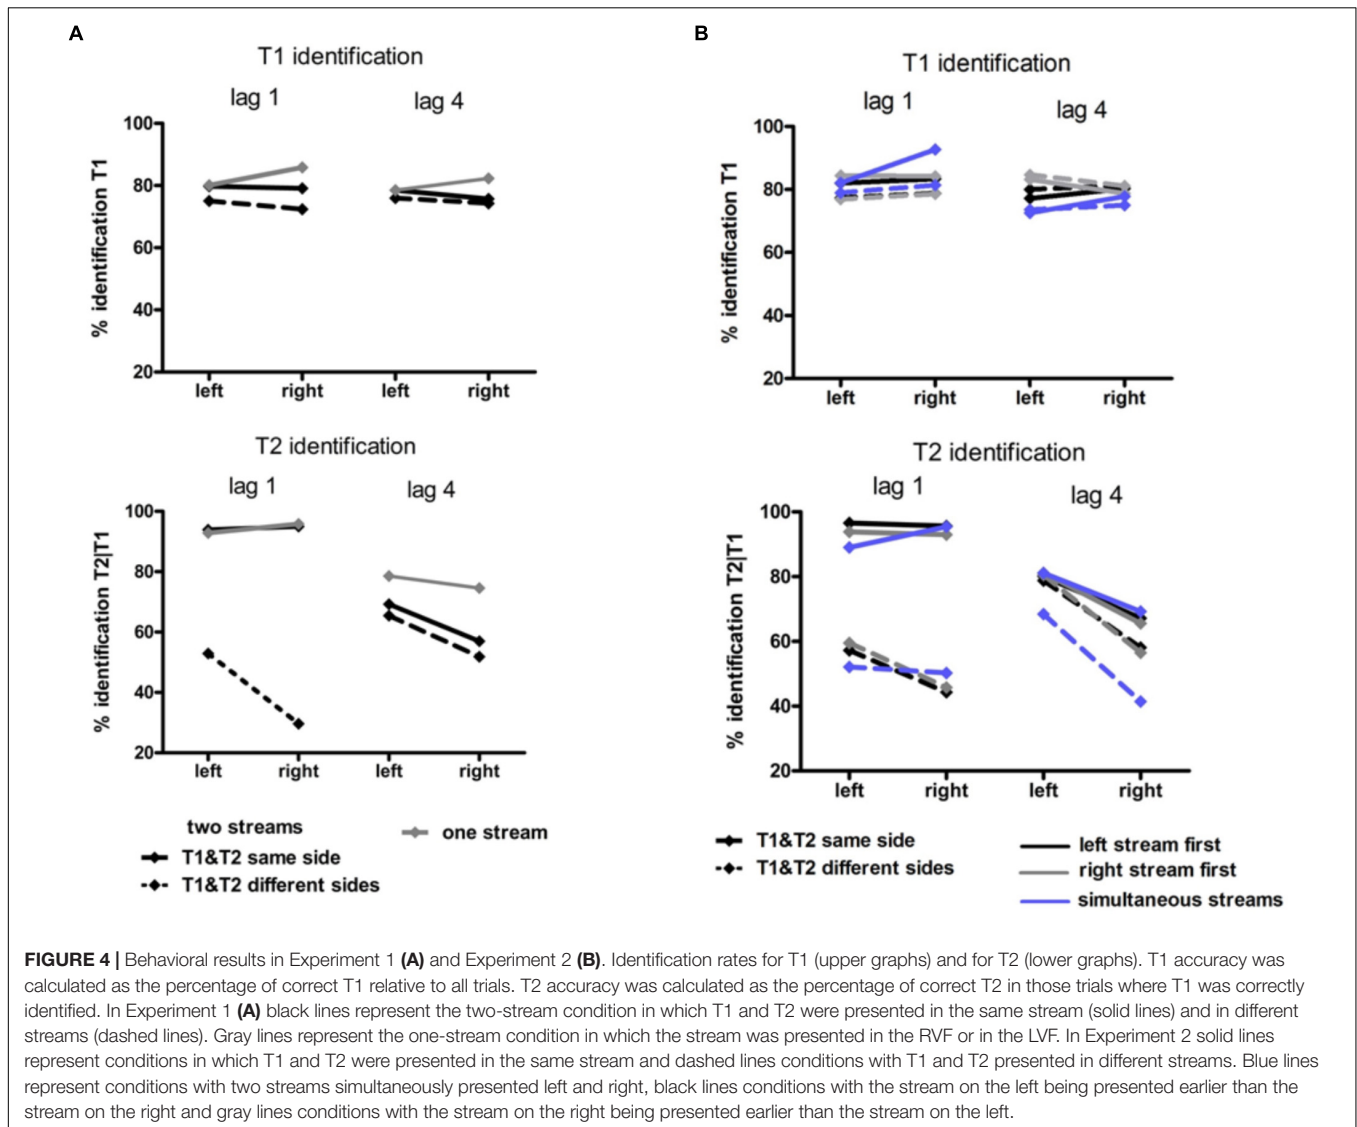 A
T1 identification
lag 1
lag 4
% identification T1
100
80
60
40
20
left
right
left
right
T2 identification
lag 1
lag 4
% identification T2|T1
100
80
60
40
20
left
right
left
right
two streams
T1&T2 same side
T1&T2 different sides
one stream
B
T1 identification
lag 1
lag 4
% identification T1
100
80
60
40
20
left
right
left
right
T2 identification
lag 1
lag 4
% identification T2|T1
100
80
60
40
20
left
right
left
right
T1&T2 same side
T1&T2 different sides
left stream first
right stream first
simultaneous streams
FIGURE 4 | Behavioral results in Experiment 1 (A) and Experiment 2 (B). Identification rates for T1 (upper graphs) and for T2 (lower graphs). T1 accuracy was
calculated as the percentage of correct T1 relative to all trials. T2 accuracy was calculated as the percentage of correct T2 in those trials where T1 was correctly
identified. In Experiment 1 (A) black lines represent the two-stream condition in which T1 and T2 were presented in the same stream (solid lines) and in different
streams (dashed lines). Gray lines represent the one-stream condition in which the stream was presented in the RVF or in the LVF. In Experiment 2 solid lines
represent conditions in which T1 and T2 were presented in the same stream and dashed lines conditions with T1 and T2 presented in different streams. Blue lines
represent conditions with two streams simultaneously presented left and right, black lines conditions with the stream on the left being presented earlier than the
stream on the right and gray lines conditions with the stream on the right being presented earlier than the stream on the left.